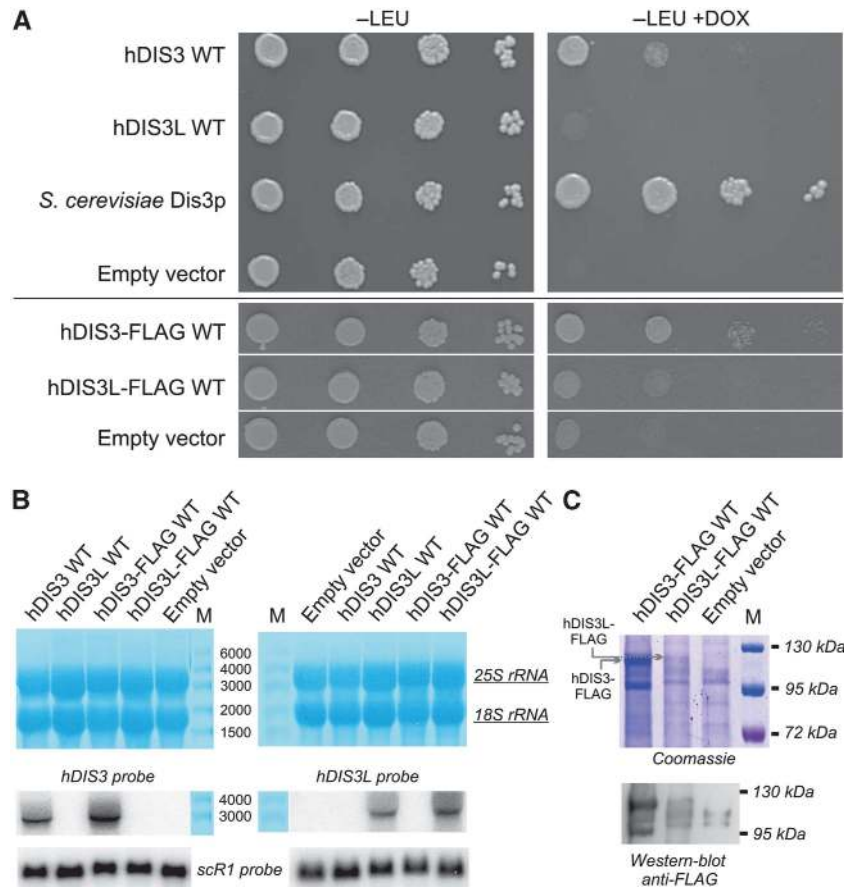 A
–LEU
–LEU +DOX
hDIS3 WT
hDIS3L WT
S. cerevisiae Dis3p
Empty vector
hDIS3-FLAG WT
hDIS3L-FLAG WT
Empty vector
B
hDIS3 WT
hDIS3L WT
hDIS3-FLAG WT
hDIS3L-FLAG WT
Empty vector
M
6000
4000
3000
2000
1500
M
Empty vector
hDIS3 WT
hDIS3L WT
hDIS3-FLAG WT
hDIS3L-FLAG WT
25S rRNA
18S rRNA
hDIS3 probe
hDIS3L probe
4000
3000
scR1 probe
C
hDIS3-FLAG WT
hDIS3L-FLAG WT
Empty vector
M
hDIS3L-
FLAG
hDIS3-
FLAG
130 kDa
95 kDa
72 kDa
Coomassie
130 kDa
95 kDa
Western-blot
anti-FLAG